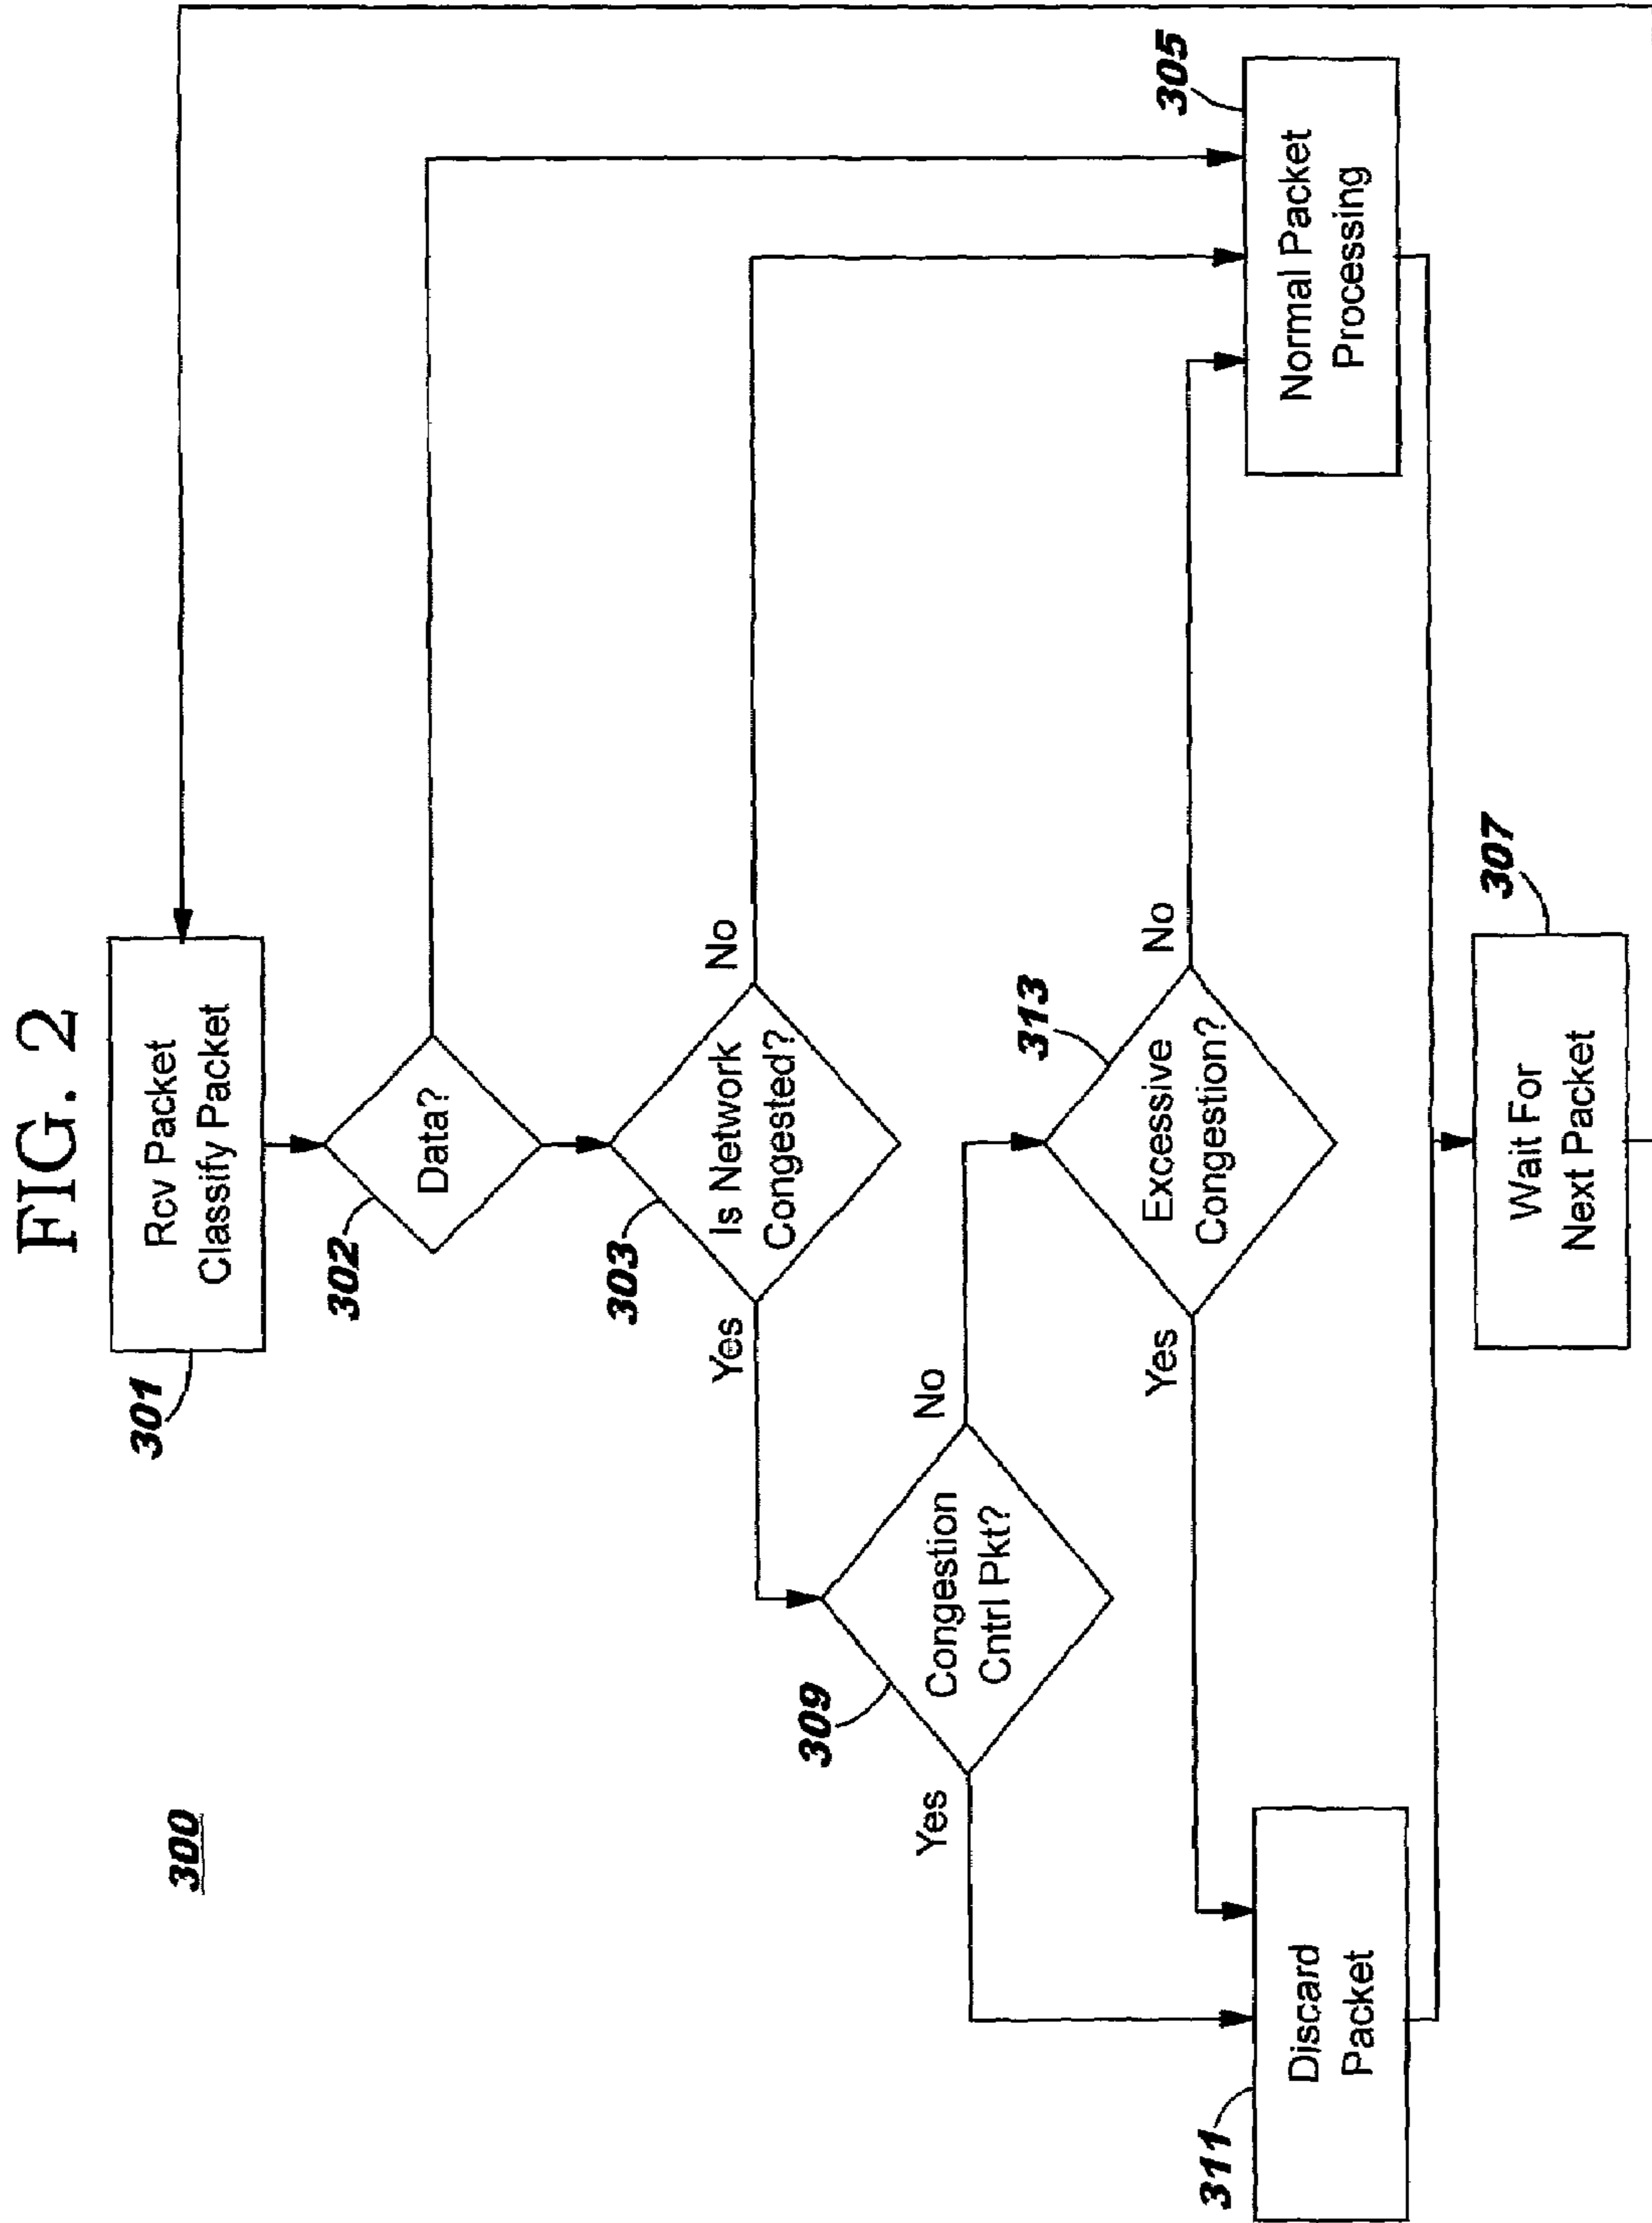 FIG. 2
300
301
Rcv Packet
Classify Packet
302
Data?
303
Is Network
Congested?
Yes
No
309
Congestion
Cntrl Pkt?
Yes
No
313
Excessive
Congestion?
Yes
No
305
Normal Packet
Processing
311
Discard
Packet
307
Wait For
Next Packet